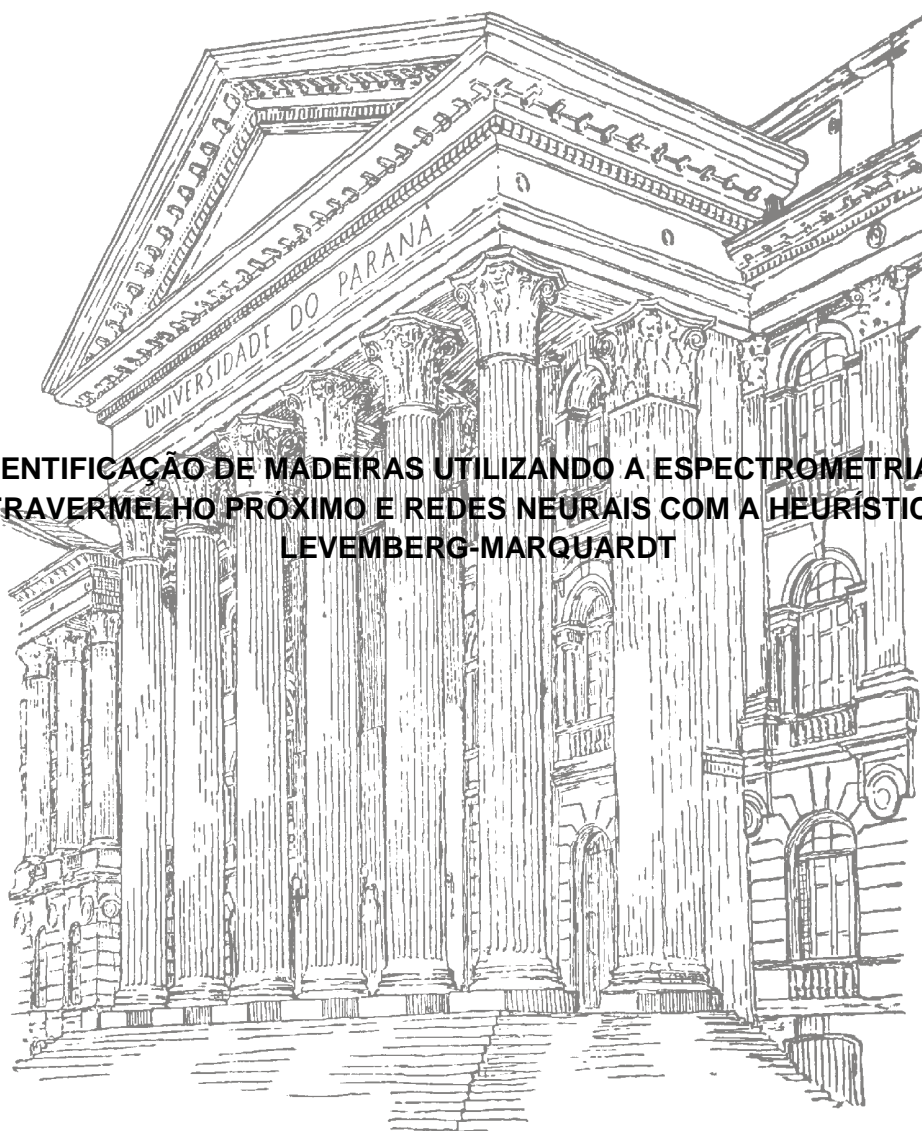 UNIVERSIDADE DO PARANÁ
ENTIFICAÇÃO DE MADEIRAS UTILIZANDO A ESPECTROMETRIA
RAVERMELHO PRÓXIMO E REDES NEURAIS COM A HEURÍSTIC
LEVEMBERG-MARQUARDT